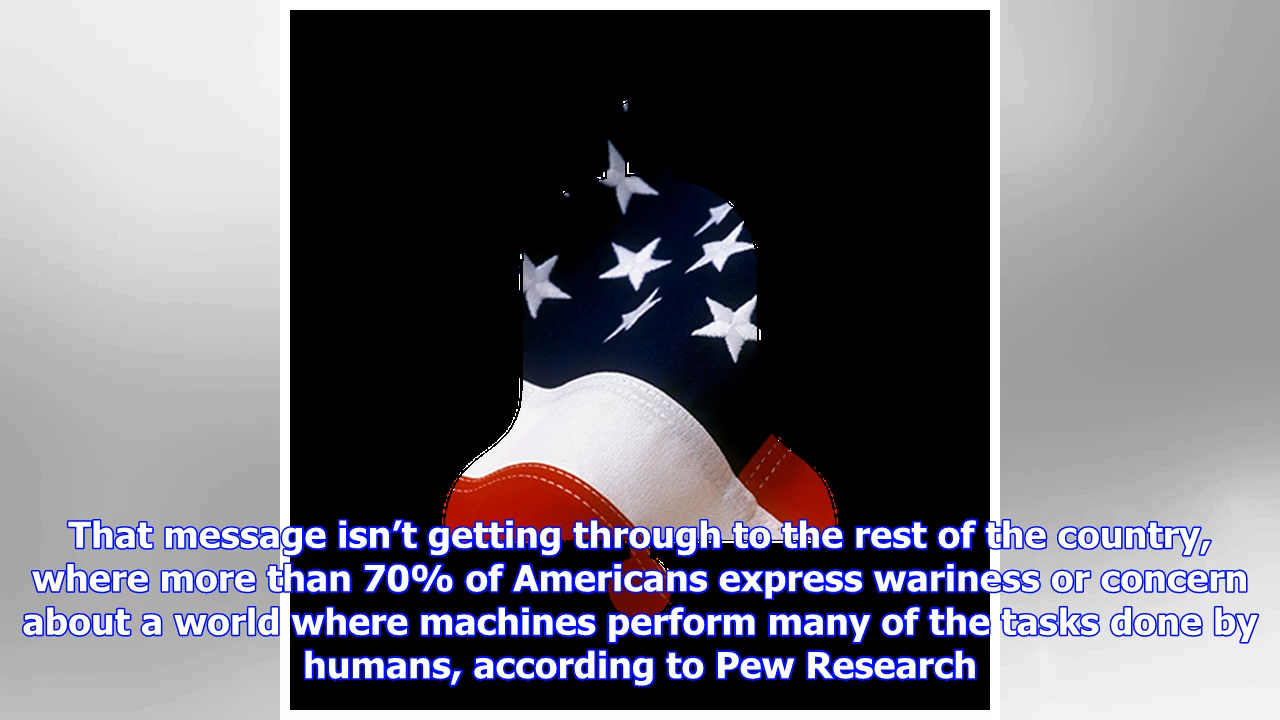 That message isn’t getting through to the rest of the country,
where more than 70% of Americans express wariness or concern
about a world where machines perform many of the tasks done by
humans, according to Pew Research